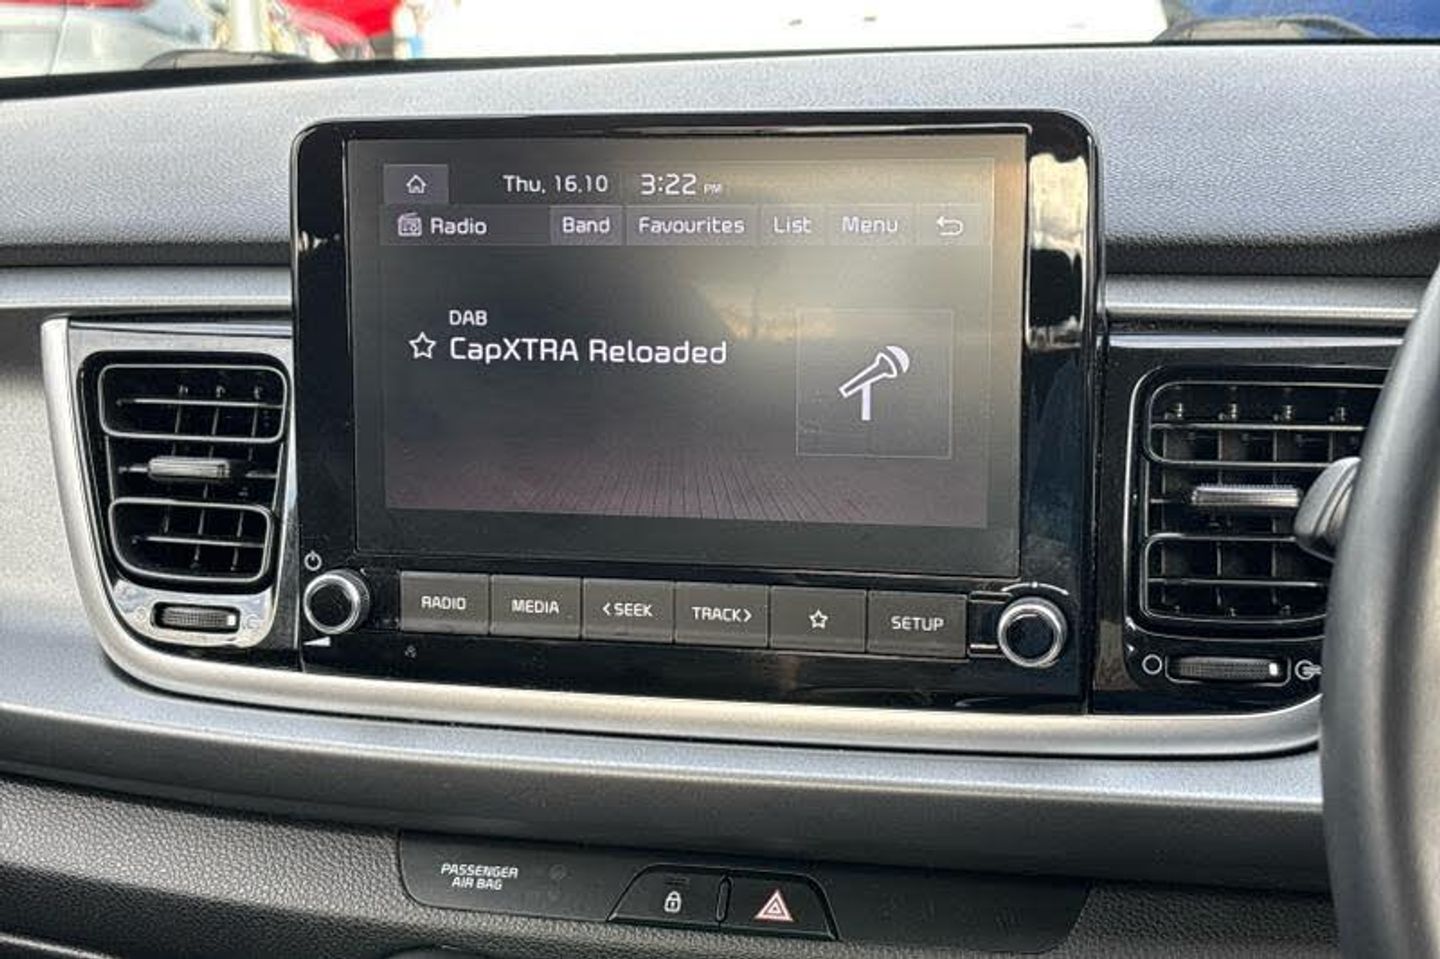 Thu, 16.10 3:22 PM
Radio Band Favourites List Menu
DAB
CapXTRA Reloaded
RADIO MEDIA <SEEK TRACK> SETUP
PASSENGER
AIR BAG